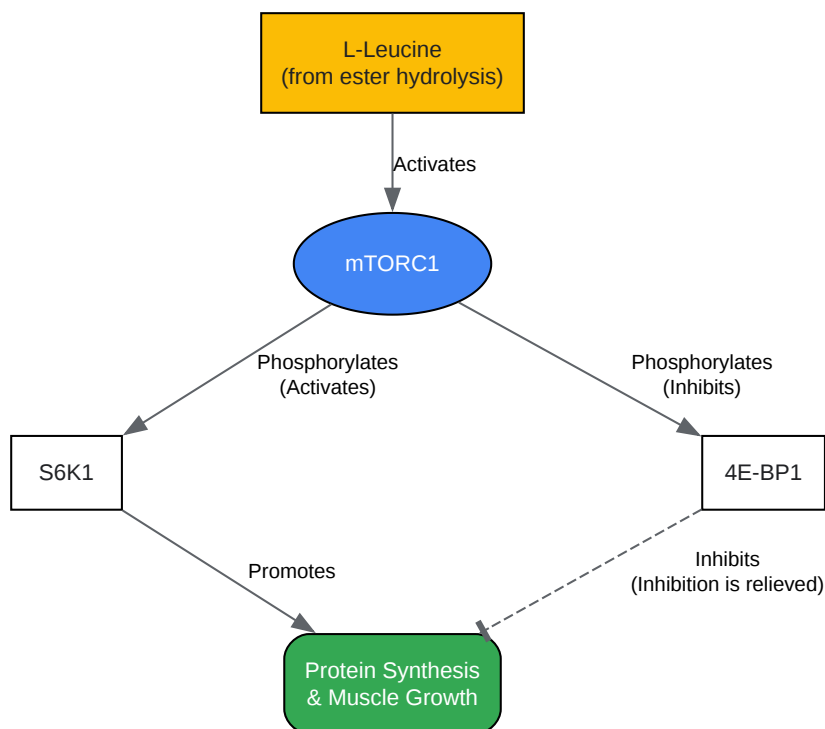 L-Leucine
(from ester hydrolysis)
Activates
mTORC1
Phosphorylates
(Activates)
Phosphorylates
(Inhibits)
S6K1
4E-BP1
Promotes
Inhibits
(Inhibition is relieved)
Protein Synthesis
& Muscle Growth